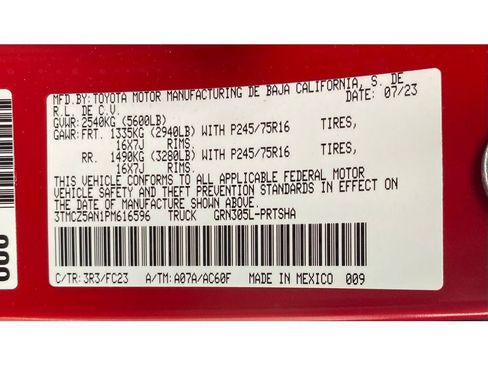 MFD.BY:TOYOTA MOTOR MANUFACTURING DE BAJA CALIFORNIA, S. DE
R.L. DE C.V. DATE: 07/23
GVWR:2540KG(5600LB)
GAWR:FRT. 1335KG(2940LB)WITH P245/75R16 TIRES,
16X7J RIMS.
RR. 1490KG(3280LB)WITH P245/75R16 TIRES,
16X7J RIMS.
THIS VEHICLE CONFORMS TO ALL APPLICABLE FEDERAL MOTOR
VEHICLE SAFETY AND THEFT PREVENTION STANDARDS IN EFFECT ON
THE DATE OF MANUFACTURE SHOWN ABOVE.
3TMCZ5AN1PM616596 TRUCK GRN305L-PRTSHA
C/TR:3R3/FC23 A/TM:A07A/AC60F MADE IN MEXICO 009